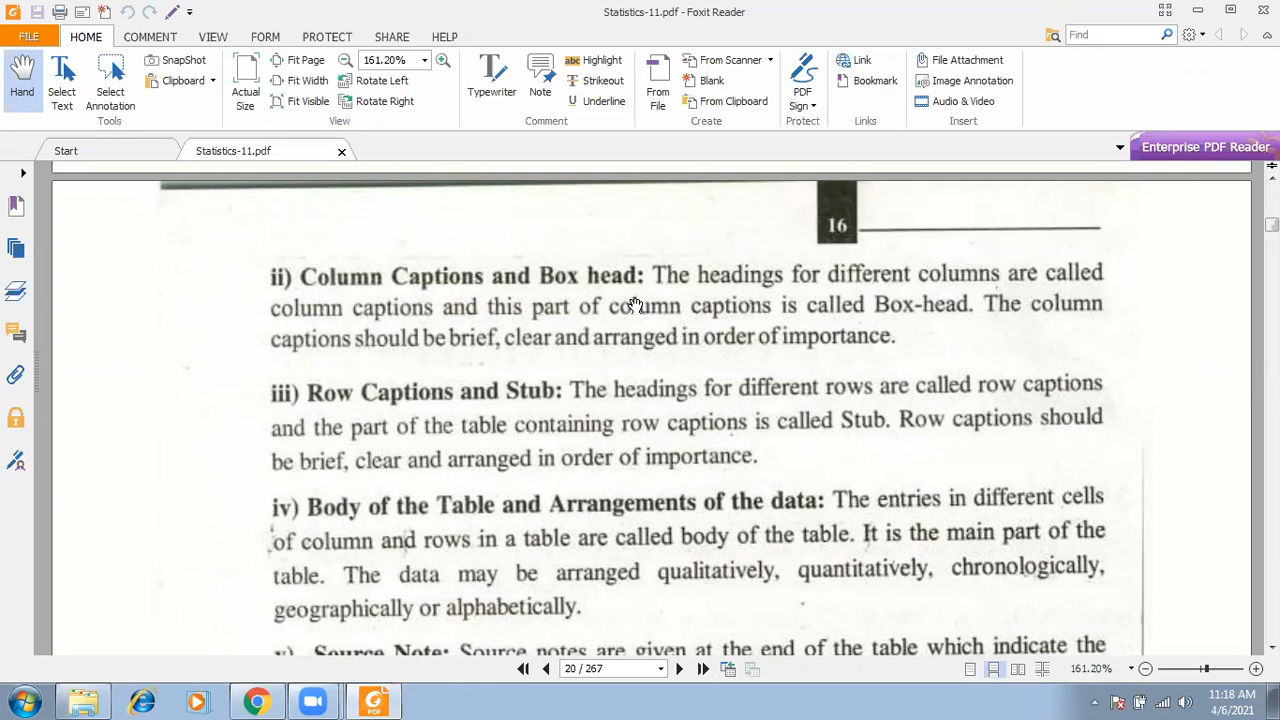 Statistics-11.pdf - Foxit Reader
FILE HOME COMMENT VIEW FORM PROTECT SHARE HELP Find
Hand
Select Text
Select Annotation
SnapShot
Clipboard
Tools
Actual Size
Fit Page
Fit Width
Fit Visible
161.20%
Rotate Left
Rotate Right
View
Typewriter
Note
Highlight
Strikeout
Underline
Comment
From File
From Scanner
Blank
From Clipboard
Create
PDF Sign
Protect
Link
Bookmark
Links
File Attachment
Image Annotation
Audio & Video
Insert
Start Statistics-11.pdf Enterprise PDF Reader
16
ii) Column Captions and Box head: The headings for different columns are called
column captions and this part of column captions is called Box-head. The column
captions should be brief, clear and arranged in order of importance.
iii) Row Captions and Stub: The headings for different rows are called row captions
and the part of the table containing row captions is called Stub. Row captions should
be brief, clear and arranged in order of importance.
iv) Body of the Table and Arrangements of the data: The entries in different cells
of column and rows in a table are called body of the table. It is the main part of the
table. The data may be arranged qualitatively, quantitatively, chronologically,
geographically or alphabetically.
v) Source Note: Source notes are given at the end of the table which indicate the
20 / 267 161.20%
PDF
11:18 AM
4/6/2021